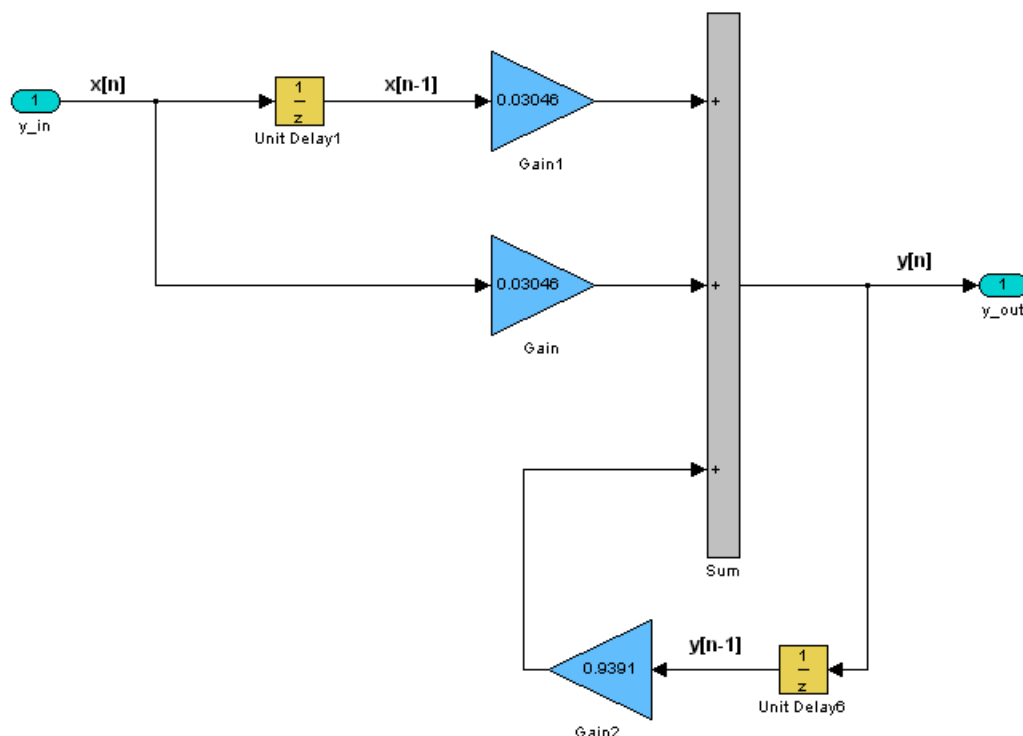 x[n]
x[n-1]
1
1
z
0.03046
+
y_in
Unit Delay1
Gain1
y[n]
0.03046
+
1
y_out
Gain
+
Sum
y[n-1]
0.9391
1
z
Unit Delay6
Gain2